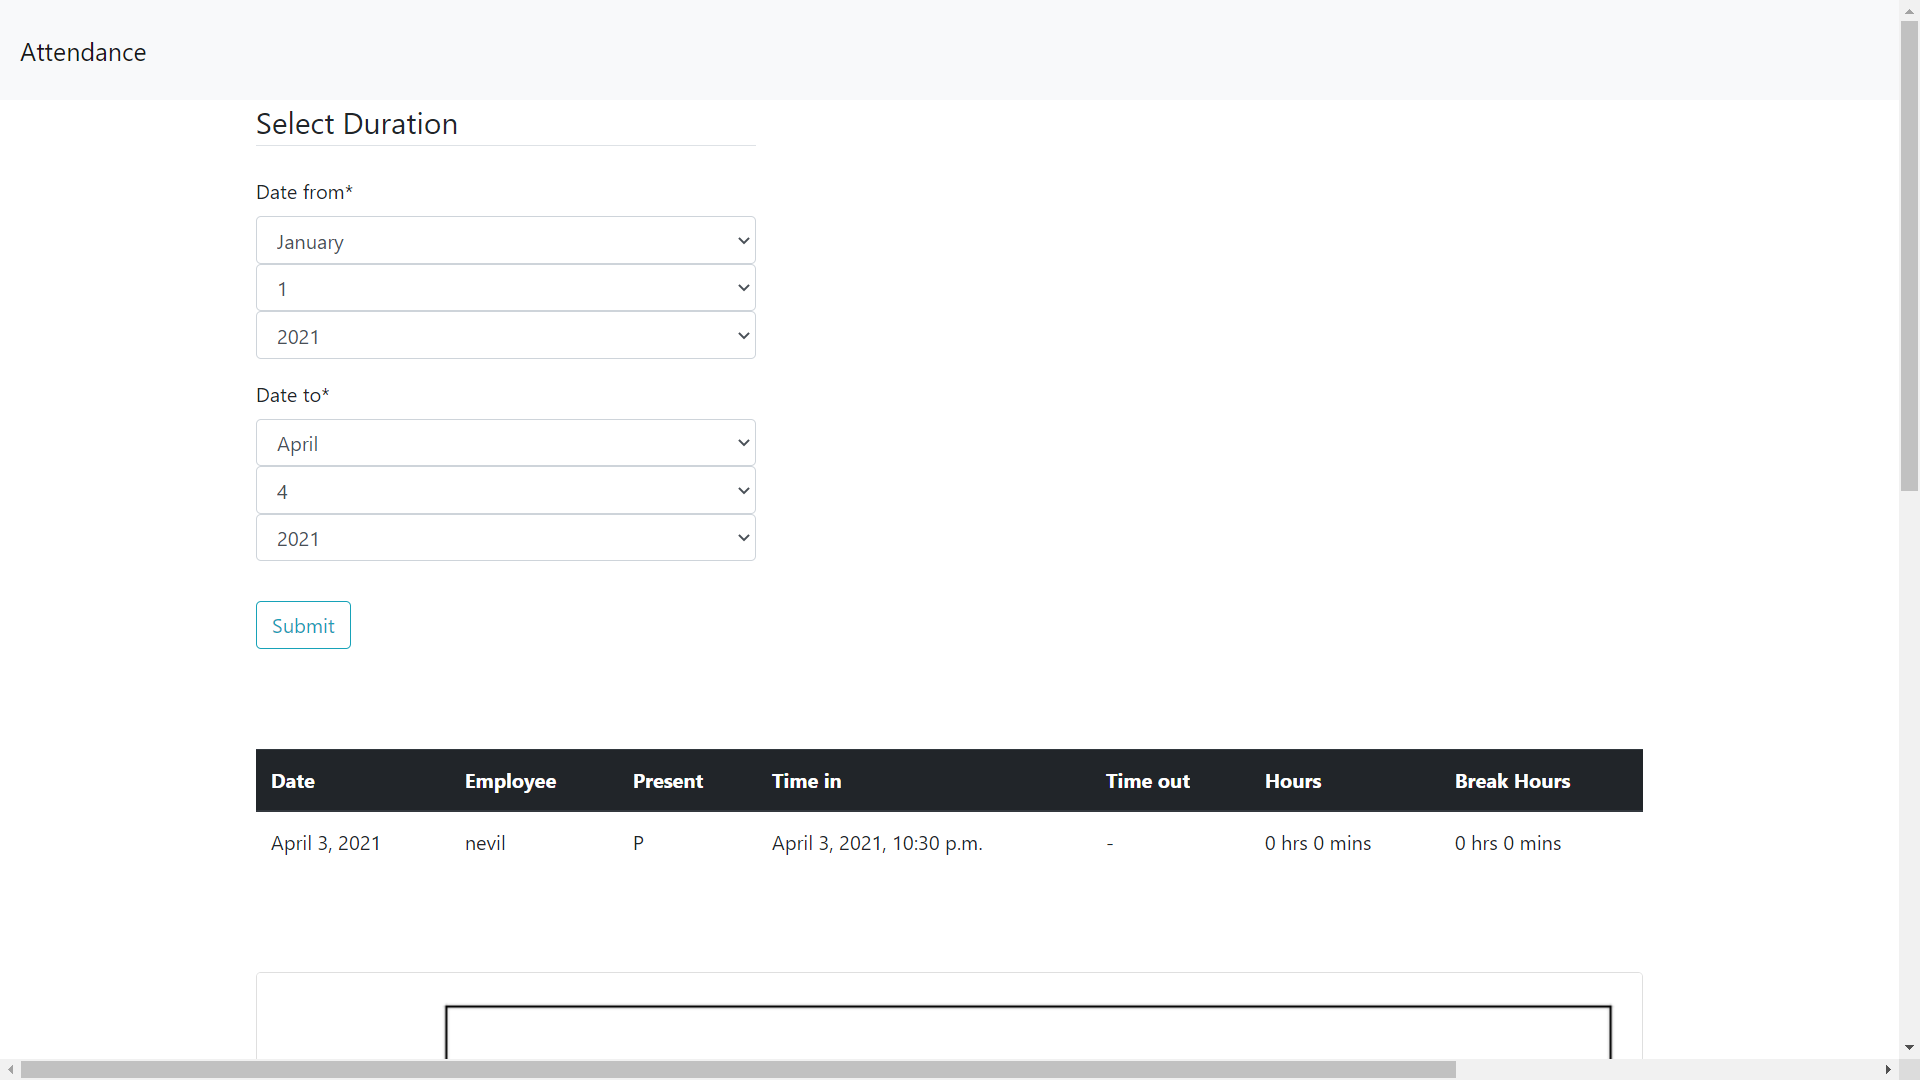 Attendance
Select Duration
Date from*
January
1
2021
Date to*
April
4
2021
Submit
Date Employee Present Time in Time out Hours Break Hours
April 3, 2021 nevil P April 3, 2021, 10:30 p.m. - 0 hrs 0 mins 0 hrs 0 mins